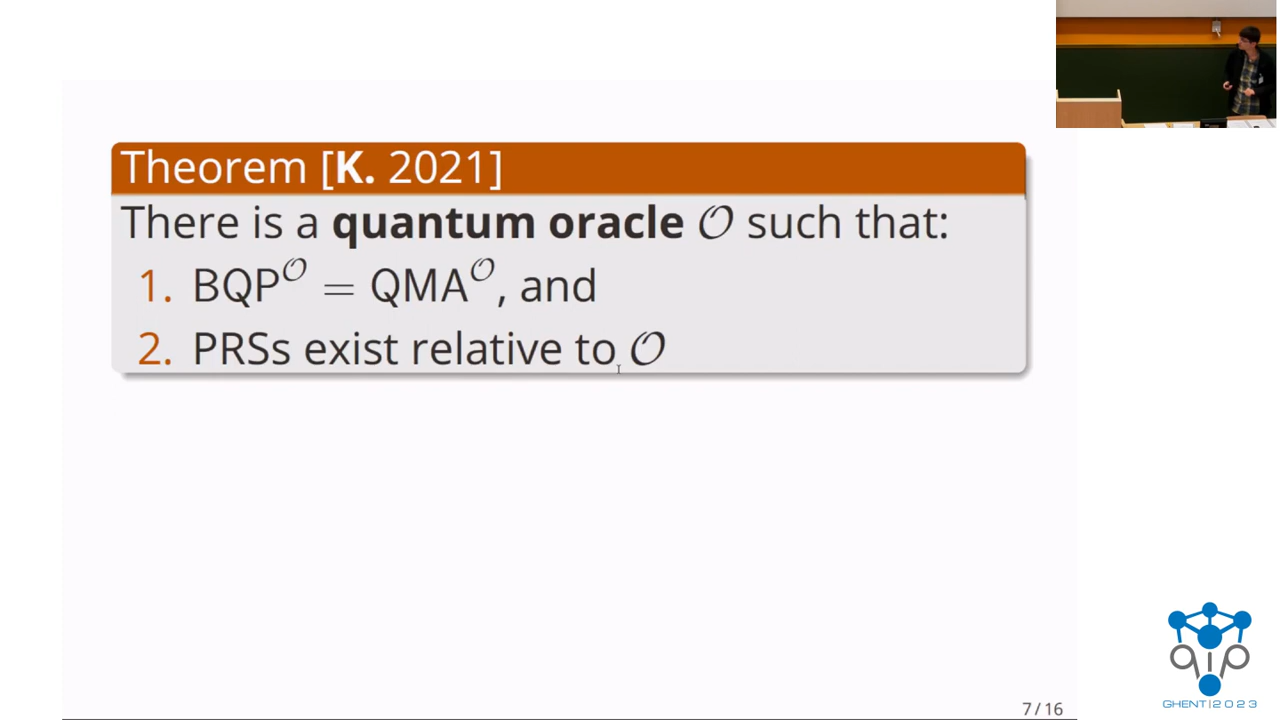 Theorem [K. 2021]
There is a quantum oracle 𝒪 such that:
1. BQP^𝒪 = QMA^𝒪, and
2. PRSs exist relative to 𝒪
7 / 16
qip
GHENT|2023